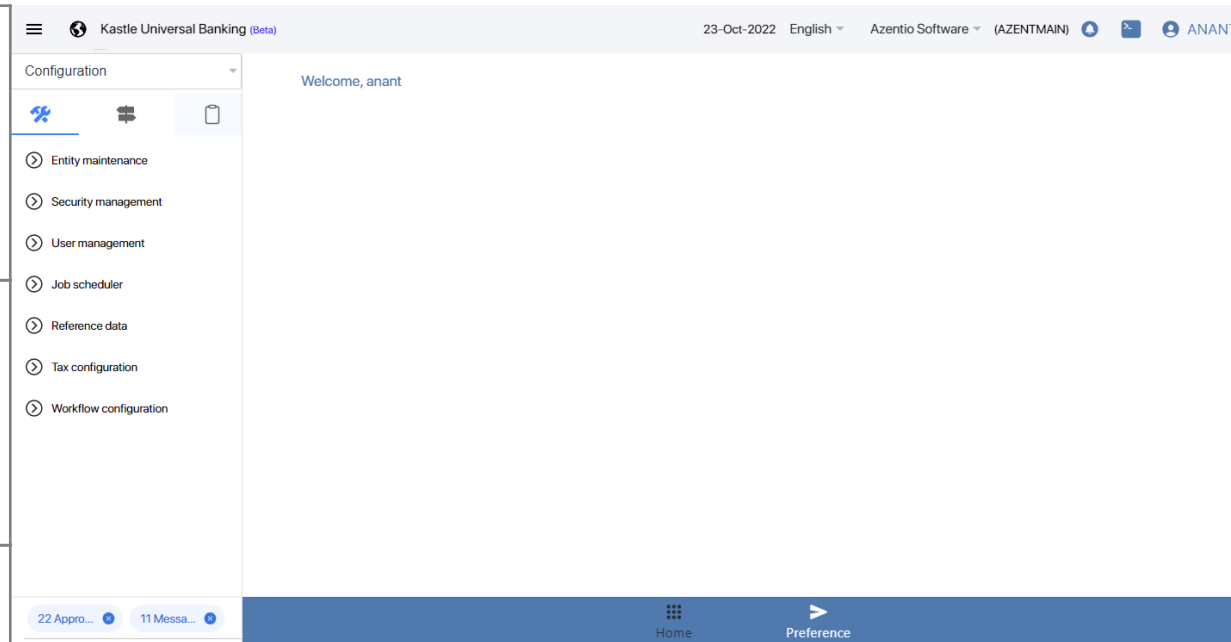 Kastle Universal Banking (Beta)
23-Oct-2022 English Azentio Software (AZENTMAIN) ANANT
Configuration
Welcome, anant
Entity maintenance
Security management
User management
Job scheduler
Reference data
Tax configuration
Workflow configuration
22 Appro... 11 Messa...
Home Preference